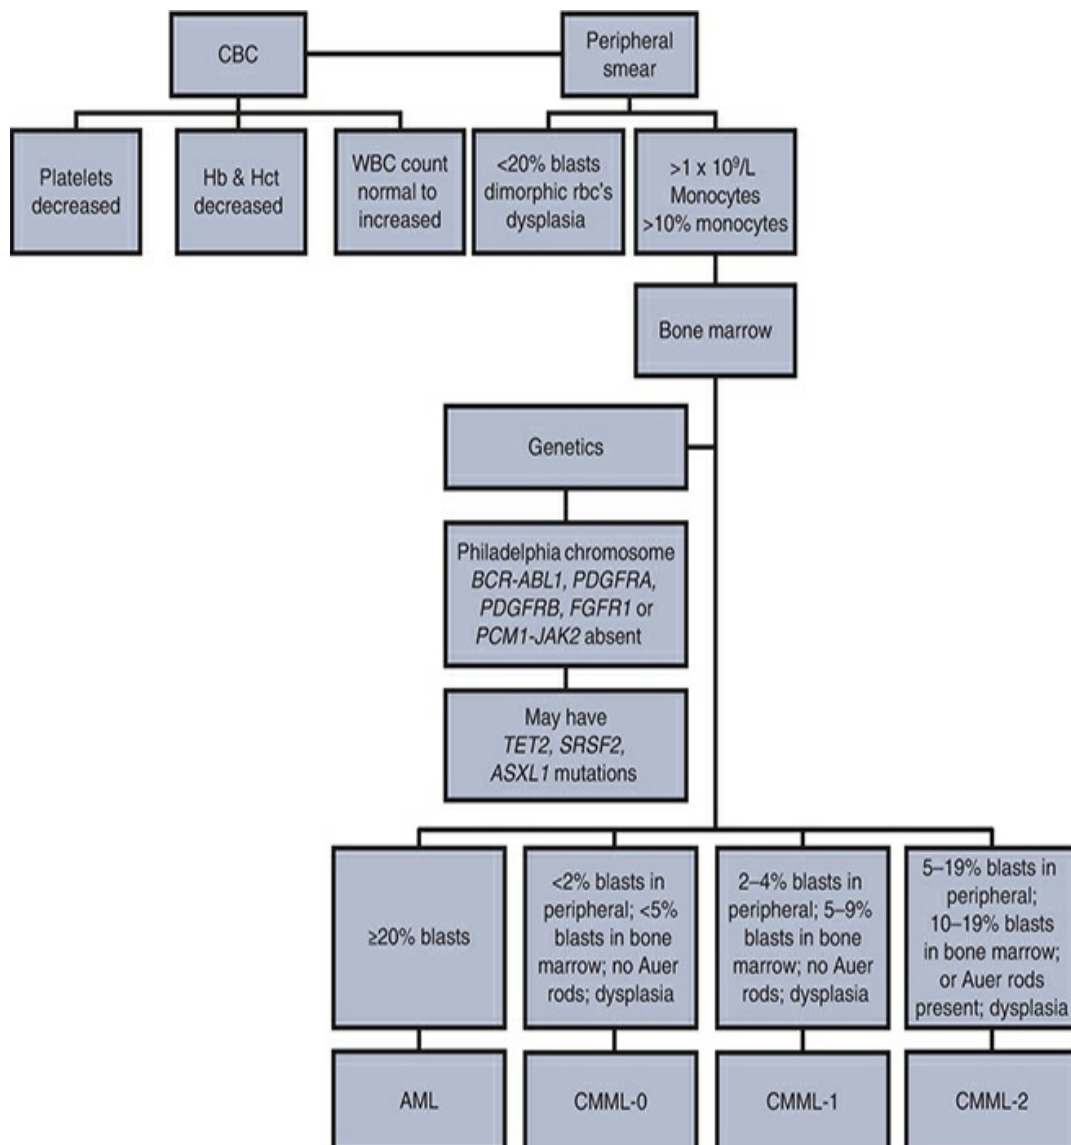 CBC
Peripheral
smear
Platelets
decreased
Hb & Hct
decreased
WBC count
normal to
increased
<20% blasts
dimorphic rbc's
dysplasia
>1 x 10⁹/L
Monocytes
>10% monocytes
Bone marrow
Genetics
Philadelphia chromosome
BCR-ABL1, PDGFRA,
PDGFRB, FGFR1 or
PCM1-JAK2 absent
May have
TET2, SRSF2,
ASXL1 mutations
≥20% blasts
<2% blasts in
peripheral; <5%
blasts in bone
marrow; no Auer
rods; dysplasia
2–4% blasts in
peripheral; 5–9%
blasts in bone
marrow; no Auer
rods; dysplasia
5–19% blasts in
peripheral;
10–19% blasts
in bone marrow;
or Auer rods
present; dysplasia
AML
CMML-0
CMML-1
CMML-2